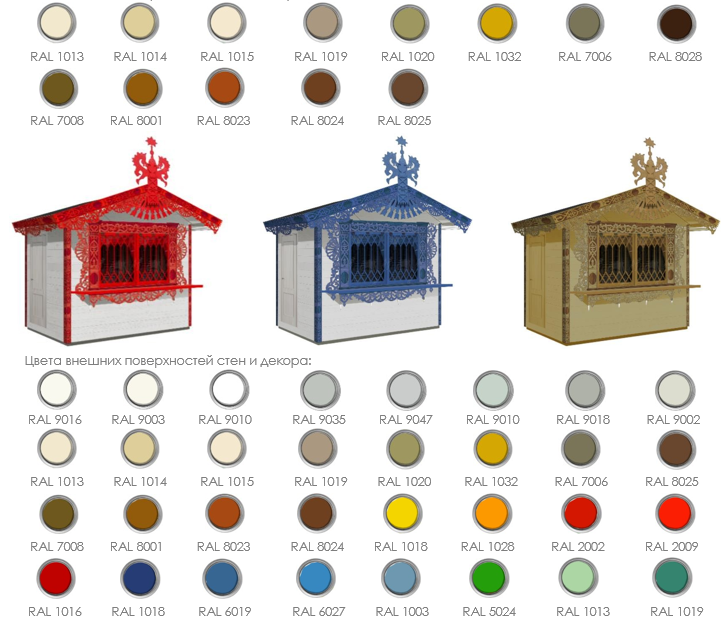 RAL 1013 RAL 1014 RAL 1015 RAL 1019 RAL 1020 RAL 1032 RAL 7006 RAL 8028
RAL 7008 RAL 8001 RAL 8023 RAL 8024 RAL 8025
Цвета внешних поверхностей стен и декора:
RAL 9016 RAL 9003 RAL 9010 RAL 9035 RAL 9047 RAL 9010 RAL 9018 RAL 9002
RAL 1013 RAL 1014 RAL 1015 RAL 1019 RAL 1020 RAL 1032 RAL 7006 RAL 8025
RAL 7008 RAL 8001 RAL 8023 RAL 8024 RAL 1018 RAL 1028 RAL 2002 RAL 2009
RAL 1016 RAL 1018 RAL 6019 RAL 6027 RAL 1003 RAL 5024 RAL 1013 RAL 1019